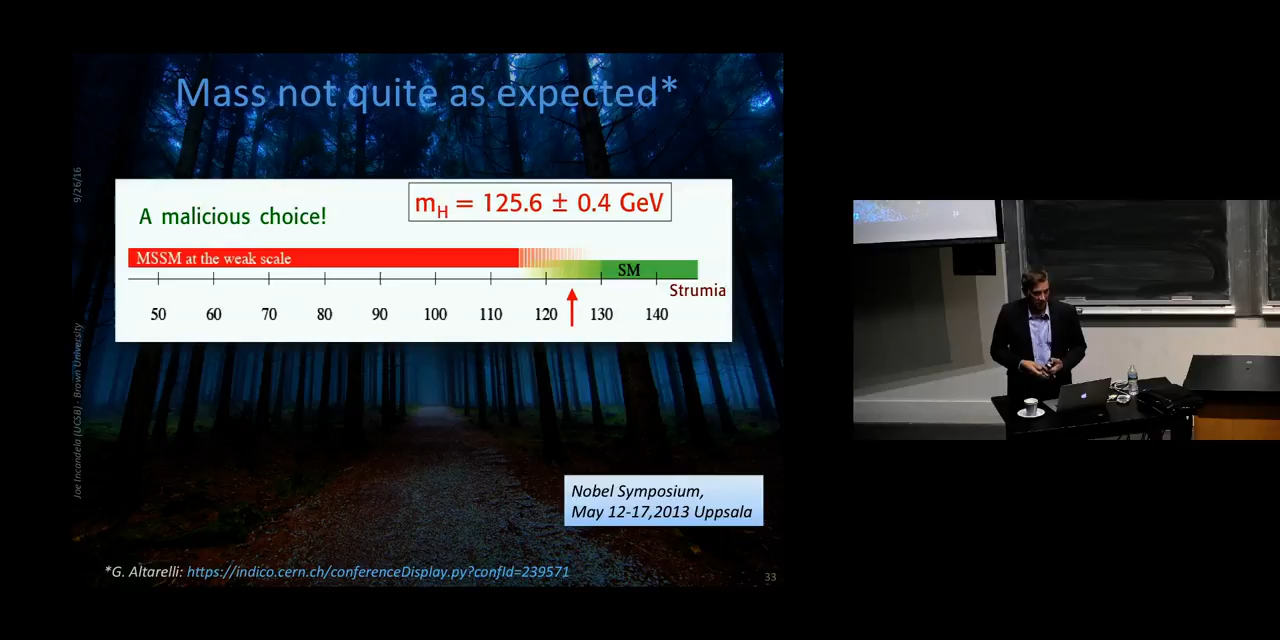 Mass not quite as expected*
9/26/16
A malicious choice!
m_H = 125.6 ± 0.4 GeV
MSSM at the weak scale
SM
Strumia
50 60 70 80 90 100 110 120 130 140
Joe Incandela (UCSB) - Brown University
Nobel Symposium,
May 12-17,2013 Uppsala
*G. Altarelli: https://indico.cern.ch/conferenceDisplay.py?confId=239571
33